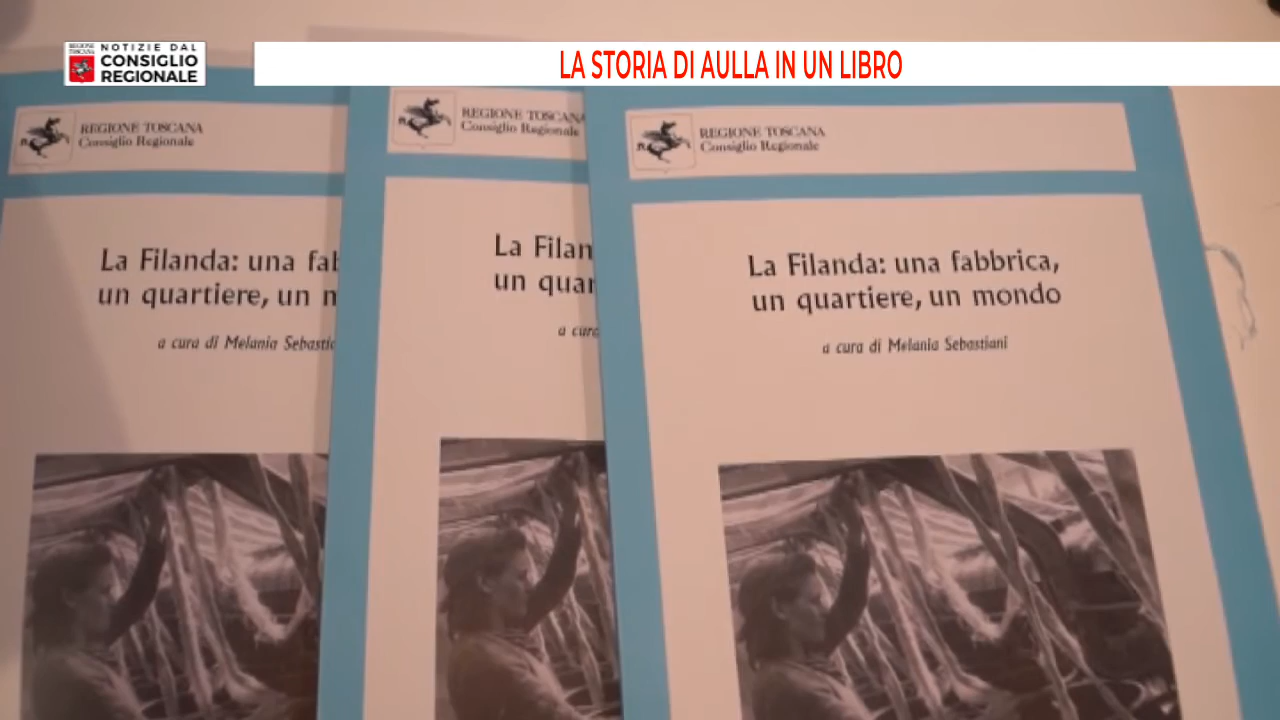 REGIONE
TOSCANA
NOTIZIE DAL
CONSIGLIO
REGIONALE
LA STORIA DI AULLA IN UN LIBRO
REGIONE TOSCANA
Consiglio Regionale
La Filanda: una fab
un quartiere, un m
a cura di Melania Sebastia
REGIONE TOSCANA
Consiglio Regionale
La Filan
un quar
a cura
REGIONE TOSCANA
Consiglio Regionale
La Filanda: una fabbrica,
un quartiere, un mondo
a cura di Melania Sebastiani